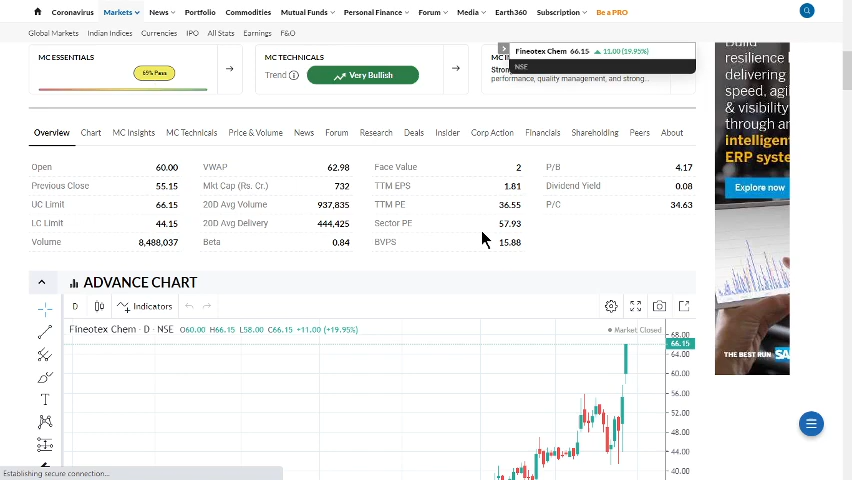 Coronavirus Markets News Portfolio Commodities Mutual Funds Personal Finance Forum Media Earth360 Subscription Be a PRO
Global Markets Indian Indices Currencies IPO All Stats Earnings F&O
Fineotex Chem 66.15 11.00 (19.95%)
NSE
MC ESSENTIALS
69% Pass
MC TECHNICALS
Trend Very Bullish
performance, quality management, and strong...
Build
resilience
delivering
speed, agil
& visibility
through an
intelligent
ERP syste
Explore now
THE BEST RUN SA
Overview Chart MC Insights MC Technicals Price & Volume News Forum Research Deals Insider Corp Action Financials Shareholding Peers About
Open 60.00 VWAP 62.98 Face Value 2 P/B 4.17
Previous Close 55.15 Mkt Cap (Rs. Cr.) 732 TTM EPS 1.81 Dividend Yield 0.08
UC Limit 66.15 20D Avg Volume 937,835 TTM PE 36.55 P/C 34.63
LC Limit 44.15 20D Avg Delivery 444,425 Sector PE 57.93
Volume 8,488,037 Beta 0.84 BVPS 15.88
ADVANCE CHART
D Indicators
Fineotex Chem · D · NSE O60.00 H66.15 L58.00 C66.15 +11.00 (+19.95%)
Market Closed
68.00
66.15
64.00
60.00
56.00
52.00
48.00
44.00
40.00
T
Establishing secure connection...